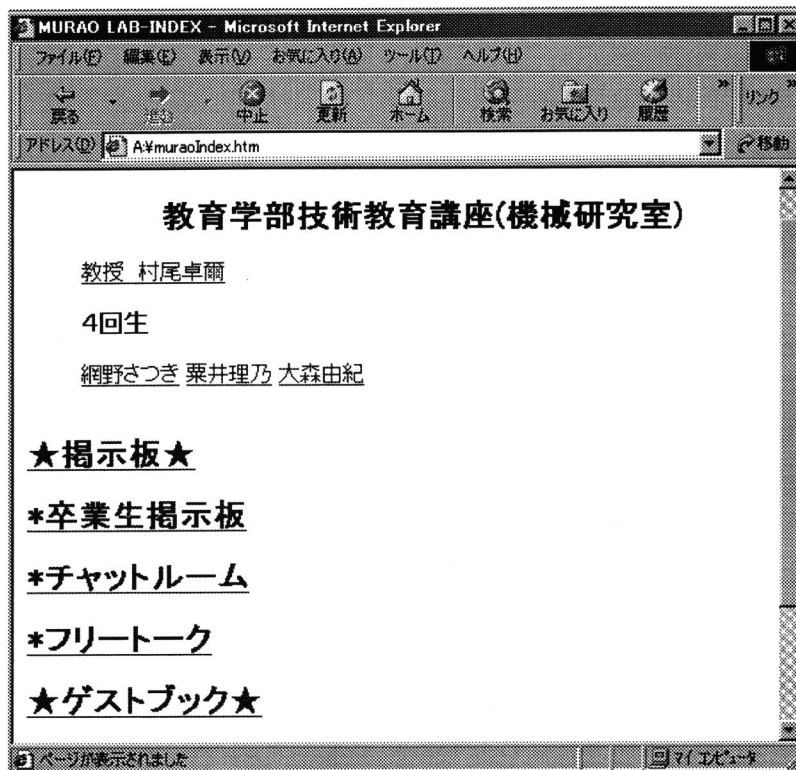 MURAO LAB-INDEX - Microsoft Internet Explorer
ファイル(F) 編集(E) 表示(V) お気に入り(A) ツール(T) ヘルプ(H)
戻る 進む 中止 更新 ホーム 検索 お気に入り 履歴 » リンク »
アドレス(D) A:¥muraoIndex.htm 移動
教育学部技術教育講座(機械研究室)
教授 村尾卓爾
4回生
網野さつき 粟井理乃 大森由紀
★掲示板★
*卒業生掲示板
*チャットルーム
*フリートーク
★ゲストブック★
ページが表示されました マイ コンピュータ